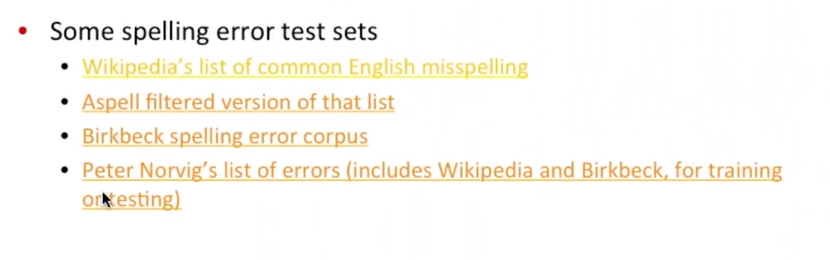 • Some spelling error test sets
• Wikipedia's list of common English misspelling
• Aspell filtered version of that list
• Birkbeck spelling error corpus
• Peter Norvig's list of errors (includes Wikipedia and Birkbeck, for training
or testing)